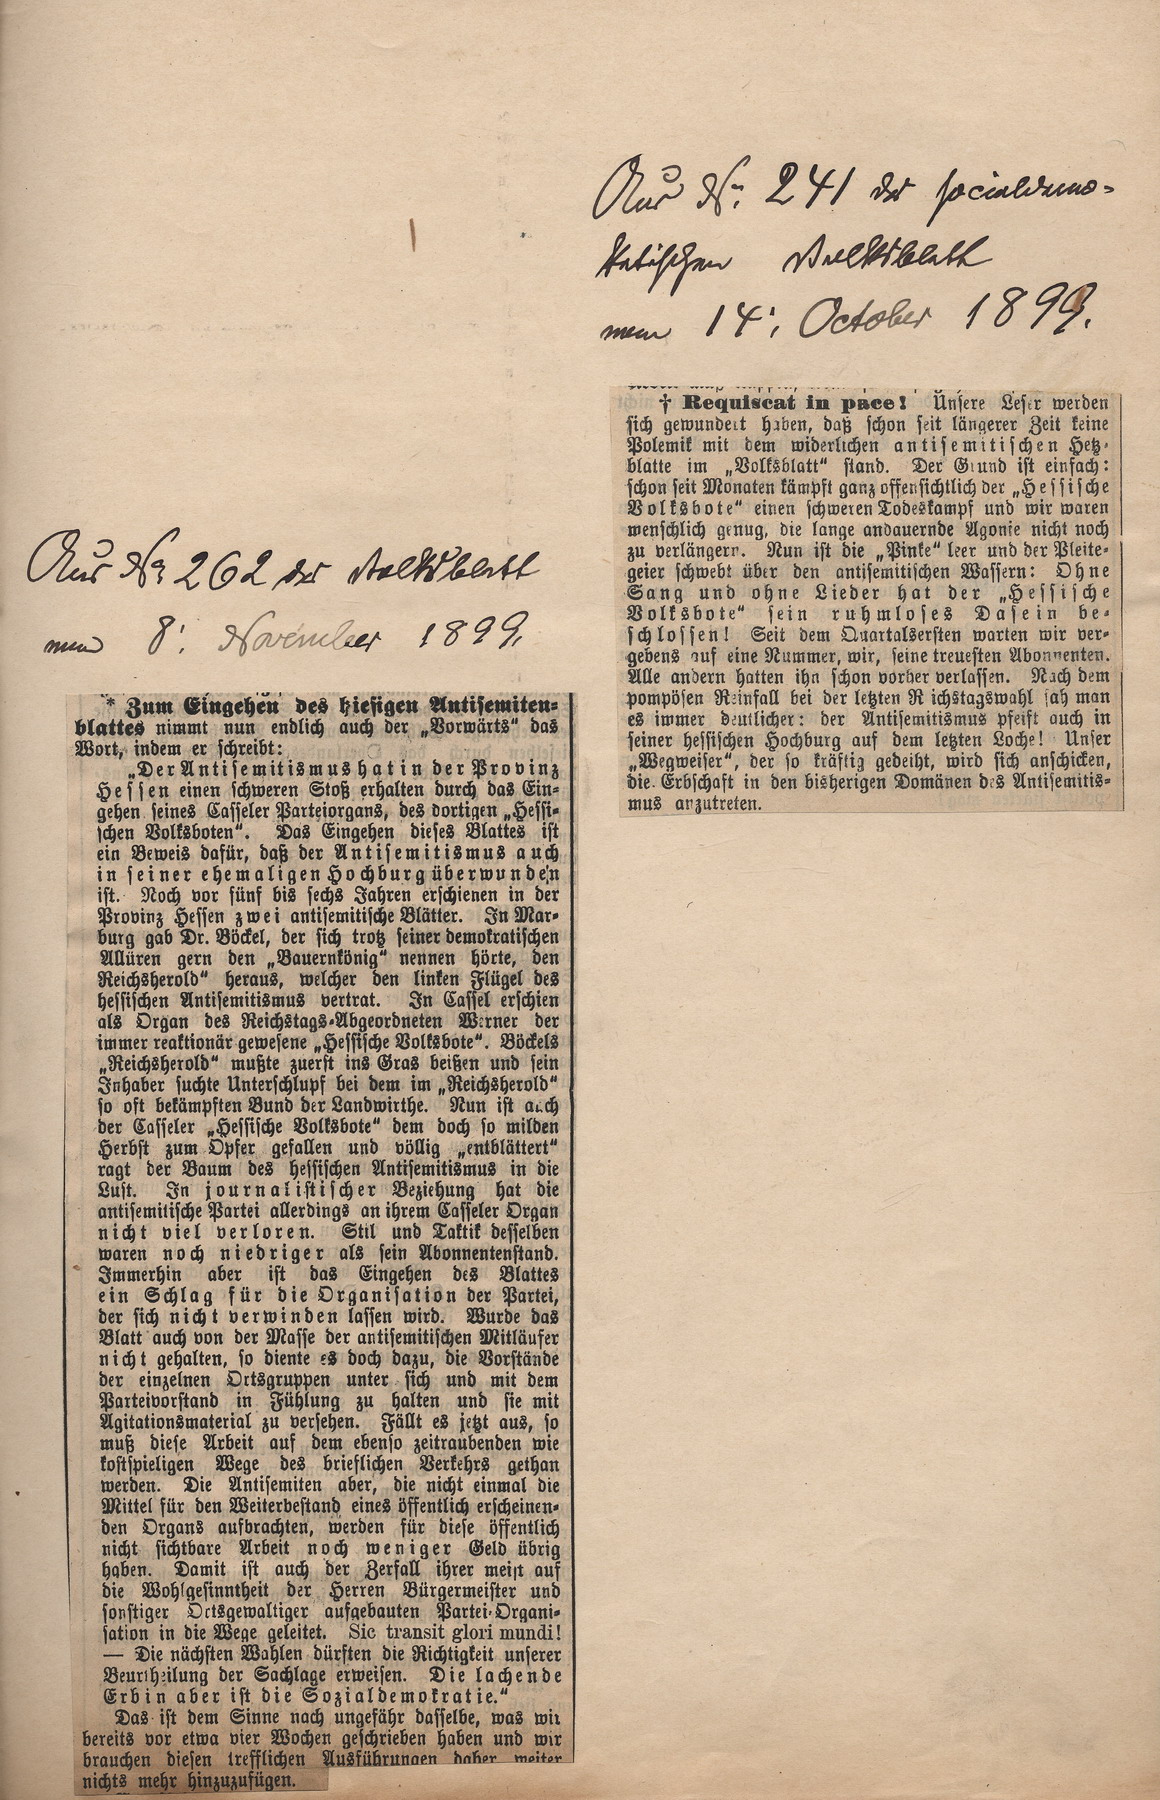 Aus No. 241 des socialdemo-
kratischen Volksblatt
vom 14. October 1899.
† Requiscat in pace! Unsere Leser werden
sich gewundert haben, daß schon seit längerer Zeit keine
Polemik mit dem widerlichen antisemitischen Hetz-
blatte im „Volksblatt“ stand. Der Grund ist einfach:
schon seit Monaten kämpft ganz offensichtlich der „Hessische
Volksbote“ einen schweren Todeskampf und wir waren
menschlich genug, die lange andauernde Agonie nicht noch
zu verlängern. Nun ist die „Pinke“ leer und der Pleite-
geier schwebt über den antisemitischen Wassern: Ohne
Sang und ohne Lieder hat der „Hessische
Volksbote“ sein ruhmloses Dasein be-
schlossen! Seit dem Quartalsersten warten wir ver-
gebens auf eine Nummer, wir, seine treuesten Abonnenten.
Alle andern hatten ihn schon vorher verlassen. Nach dem
pompösen Reinfall bei der letzten Reichstagswahl sah man
es immer deutlicher: der Antisemitismus pfeift auch in
seiner hessischen Hochburg auf dem letzten Loche! Unser
„Wegweiser“, der so kräftig gedeiht, wird sich anschicken,
die Erbschaft in den bisherigen Domänen des Antisemitis-
mus anzutreten.
Aus No 262 des Volksblatt
vom 8. November 1899.
* Zum Eingehen des hiesigen Antisemiten-
blattes nimmt nun endlich auch der „Vorwärts“ das
Wort, indem er schreibt:
„Der Antisemitismus hat in der Provinz
Hessen einen schweren Stoß erhalten durch das Ein-
gehen seines Casseler Parteiorgans, des dortigen „Hessi-
schen Volksboten“. Das Eingehen dieses Blattes ist
ein Beweis dafür, daß der Antisemitismus auch
in seiner ehemaligen Hochburg überwunden
ist. Noch vor fünf bis sechs Jahren erschienen in der
Provinz Hessen zwei antisemitische Blätter. In Mar-
burg gab Dr. Böckel, der sich trotz seiner demokratischen
Allüren gern den „Bauernkönig“ nennen hörte, den
Reichsherold“ heraus, welcher den linken Flügel des
hessischen Antisemitismus vertrat. In Cassel erschien
als Organ des Reichstags-Abgeordneten Werner der
immer reaktionär gewesene „Hessische Volksbote“. Böckels
„Reichsherold“ mußte zuerst ins Gras beißen und sein
Inhaber suchte Unterschlupf bei dem im „Reichsherold“
so oft bekämpften Bund der Landwirthe. Nun ist auch
der Casseler „Hessische Volksbote“ dem doch so milden
Herbst zum Opfer gefallen und völlig „entblättert“
ragt der Baum des hessischen Antisemitismus in die
Luft. In journalistischer Beziehung hat die
antisemitische Partei allerdings an ihrem Casseler Organ
nicht viel verloren. Stil und Taktik desselben
waren noch niedriger als sein Abonnentenstand.
Immerhin aber ist das Eingehen des Blattes
ein Schlag für die Organisation der Partei,
der sich nicht verwinden lassen wird. Wurde das
Blatt auch von der Masse der antisemitischen Mitläufer
nicht gehalten, so diente es doch dazu, die Vorstände
der einzelnen Ortsgruppen unter sich und mit dem
Parteivorstand in Fühlung zu halten und sie mit
Agitationsmaterial zu versehen. Fällt es jetzt aus, so
muß diese Arbeit auf dem ebenso zeitraubenden wie
kostspieligen Wege des brieflichen Verkehrs gethan
werden. Die Antisemiten aber, die nicht einmal die
Mittel für den Weiterbestand eines öffentlich erscheinen-
den Organs aufbrachten, werden für diese öffentlich
nicht sichtbare Arbeit noch weniger Geld übrig
haben. Damit ist auch der Zerfall ihrer meist auf
die Wohlgesinntheit der Herren Bürgermeister und
sonstiger Ortsgewaltiger aufgebauten Partei-Organi-
sation in die Wege geleitet. Sic transit glori mundi!
— Die nächsten Wahlen dürften die Richtigkeit unserer
Beurtheilung der Sachlage erweisen. Die lachende
Erbin aber ist die Sozialdemokratie.“
Das ist dem Sinne nach ungefähr dasselbe, was wir
bereits vor etwa vier Wochen geschrieben haben und wir
brauchen diesen trefflichen Ausführungen daher weiter
nichts mehr hinzuzufügen.